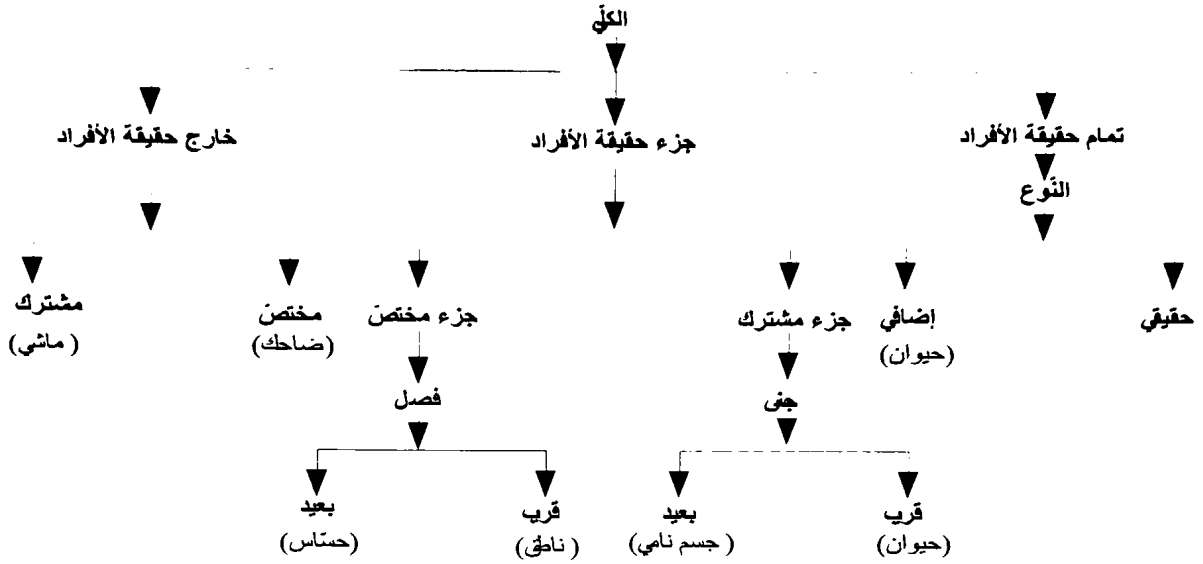 الكلّي
تمام حقيقة الأفراد
جزء حقيقة الأفراد
خارج حقيقة الأفراد
النّوع
حقيقي
إضافي
(حيوان)
جزء مشترك
جزء مختصّ
مختصّ
(ضاحك)
مشترك
(ماشي)
جنى
فصل
قريب
(حيوان)
بعيد
(جسم نامي)
قريب
(ناطق)
بعيد
(حسّاس)